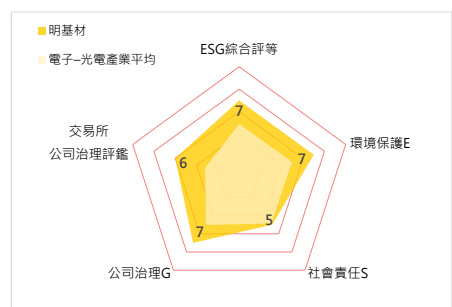 明基材
電子–光電產業平均
ESG綜合評等
7
環境保護E
7
社會責任S
5
公司治理G
7
交易所
公司治理評鑑
6